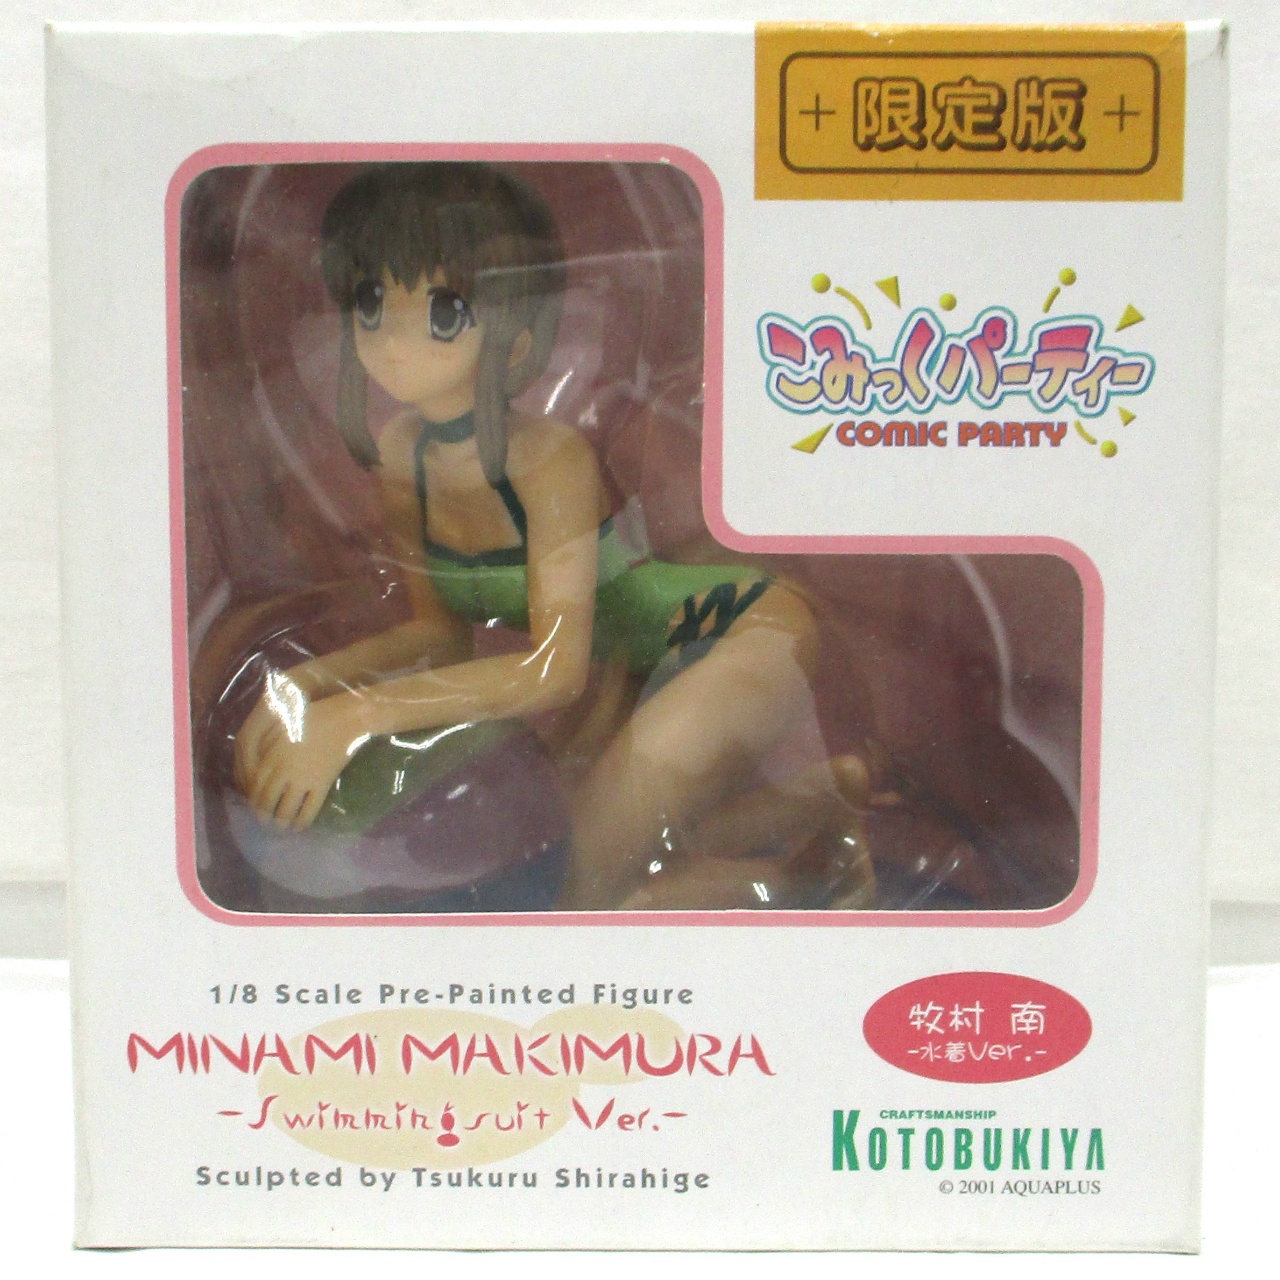 + 限定版 +
こみっくパーティー
COMIC PARTY
1/8 Scale Pre-Painted Figure
MINAMI MAKIMURA
-Swimming suit Ver.-
Sculpted by Tsukuru Shirahige
牧村 南
-水着Ver.-
CRAFTSMANSHIP
KOTOBUKIYA
© 2001 AQUAPLUS